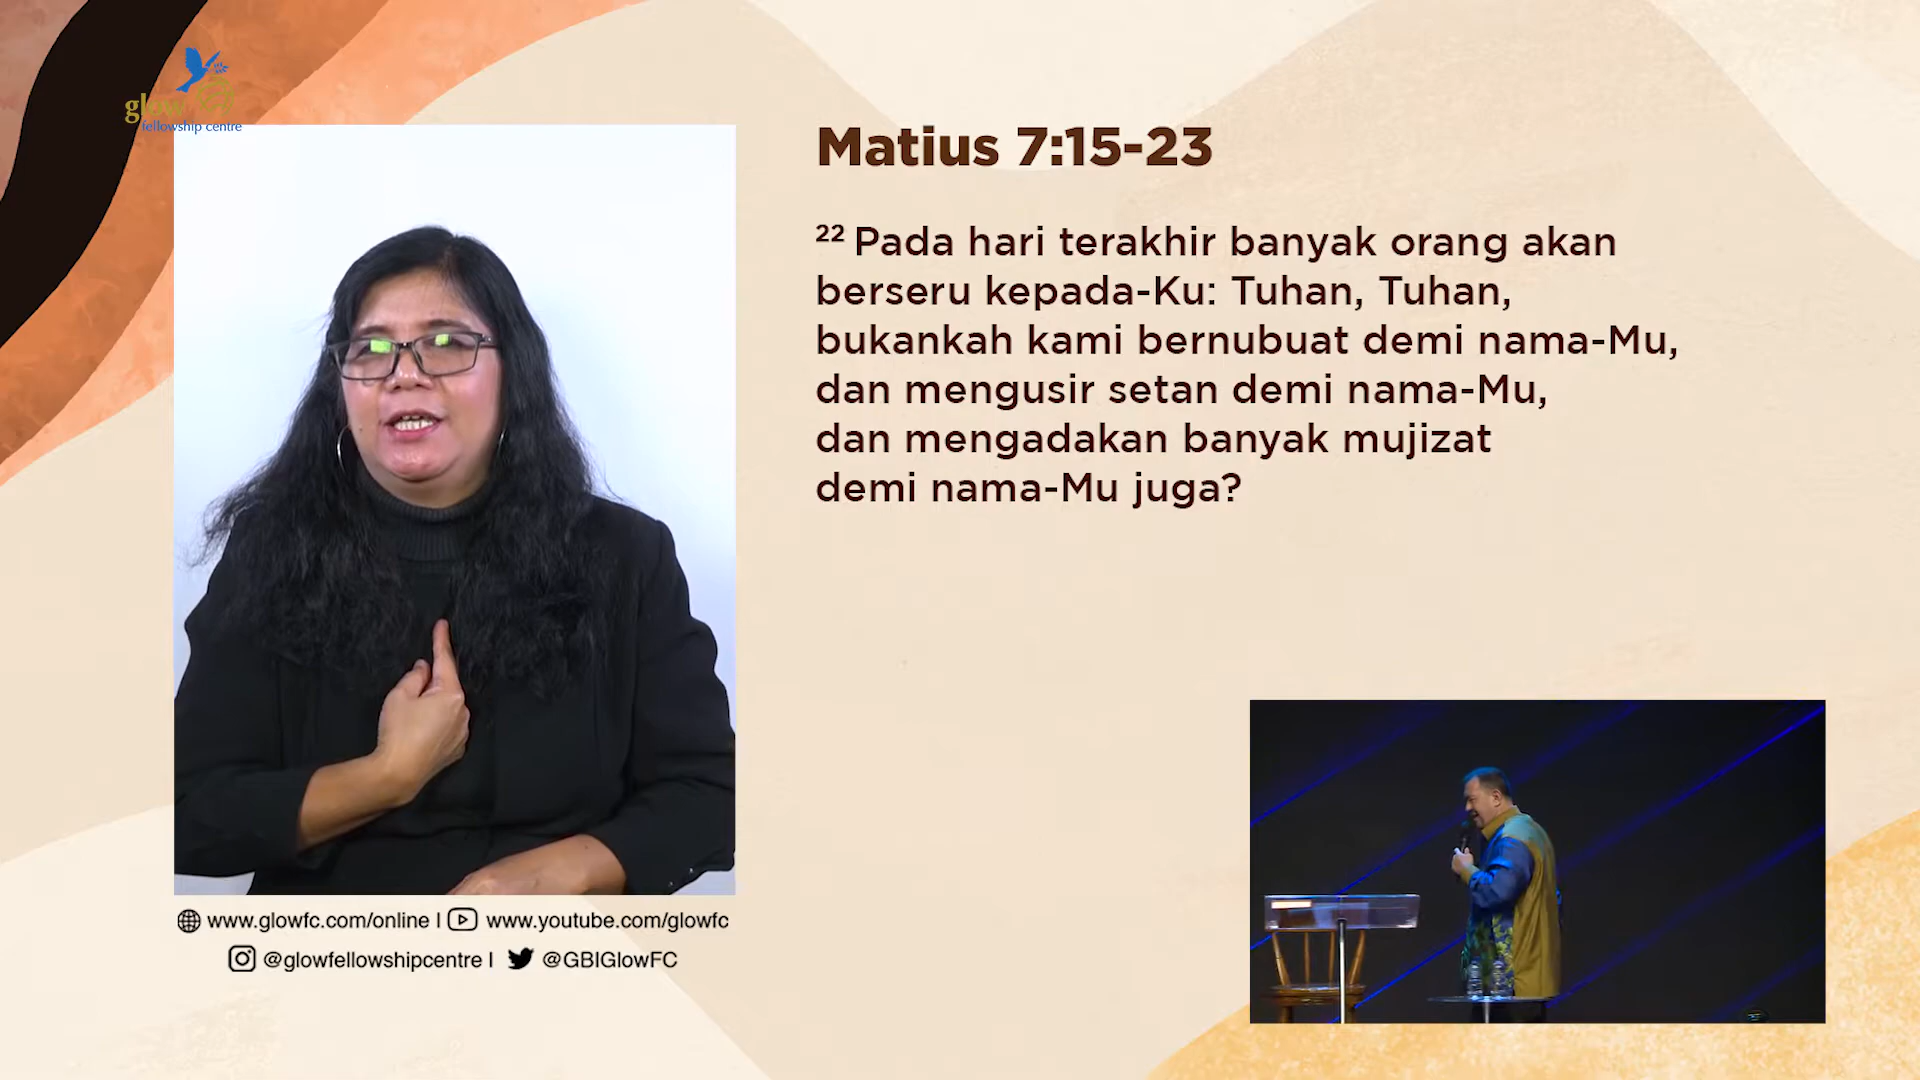 glow
fellowship centre
Matius 7:15-23
22 Pada hari terakhir banyak orang akan
berseru kepada-Ku: Tuhan, Tuhan,
bukankah kami bernubuat demi nama-Mu,
dan mengusir setan demi nama-Mu,
dan mengadakan banyak mujizat
demi nama-Mu juga?
www.glowfc.com/online | www.youtube.com/glowfc
@glowfellowshipcentre | @GBIGlowFC